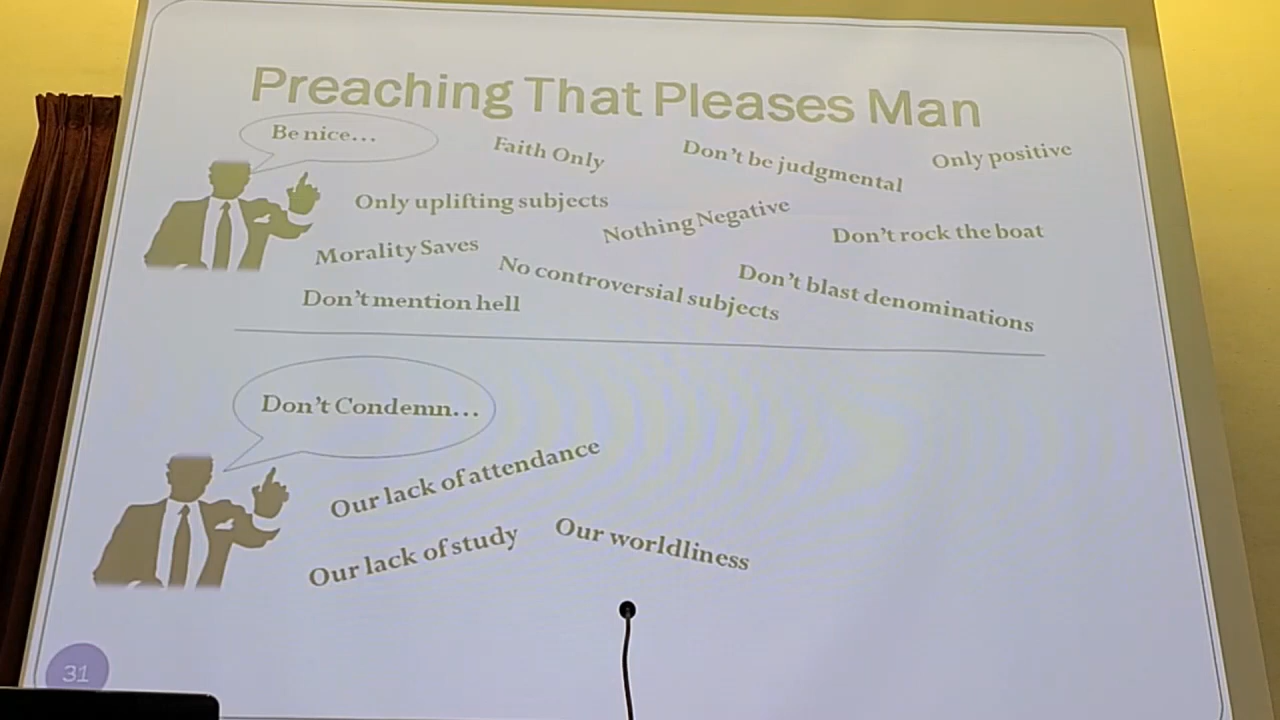 Preaching That Pleases Man
Be nice...
Faith Only
Don't be judgmental
Only positive
Only uplifting subjects
Nothing Negative
Don't rock the boat
Morality Saves
No controversial subjects
Don't blast denominations
Don't mention hell
Don't Condemn...
Our lack of attendance
Our lack of study
Our worldliness
31